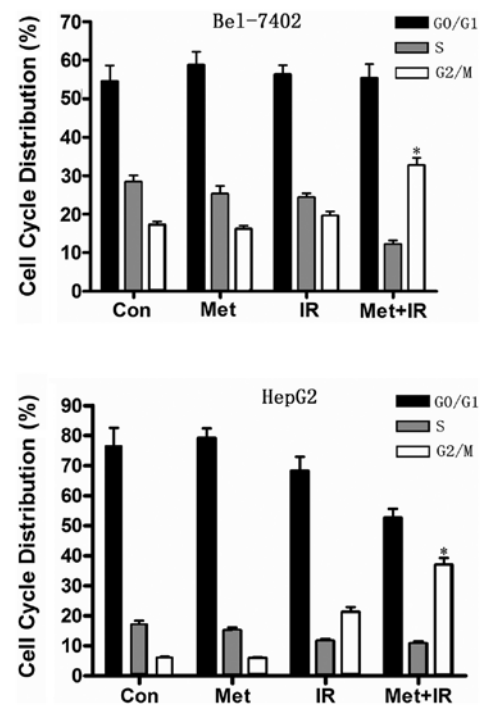 Bel-7402
Cell Cycle Distribution (%)
70
60
50
40
30
20
10
0
G0/G1
S
G2/M
*
Con Met IR Met+IR
HepG2
Cell Cycle Distribution (%)
90
80
70
60
50
40
30
20
10
0
G0/G1
S
G2/M
*
Con Met IR Met+IR